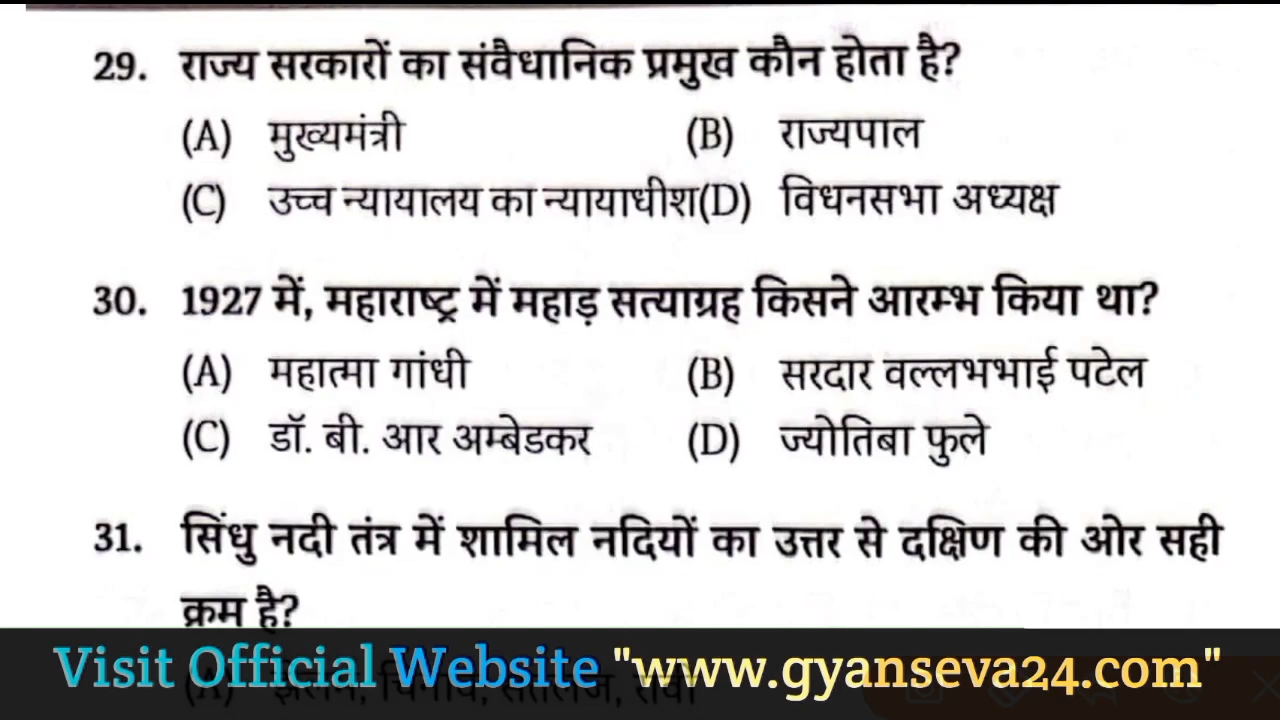 29. राज्य सरकारों का संवैधानिक प्रमुख कौन होता है?
(A) मुख्यमंत्री (B) राज्यपाल
(C) उच्च न्यायालय का न्यायाधीश(D) विधनसभा अध्यक्ष
30. 1927 में, महाराष्ट्र में महाड़ सत्याग्रह किसने आरम्भ किया था?
(A) महात्मा गांधी (B) सरदार वल्लभभाई पटेल
(C) डॉ. बी. आर अम्बेडकर (D) ज्योतिबा फुले
31. सिंधु नदी तंत्र में शामिल नदियों का उत्तर से दक्षिण की ओर सही
क्रम है?
Visit Official Website "www.gyanseva24.com"